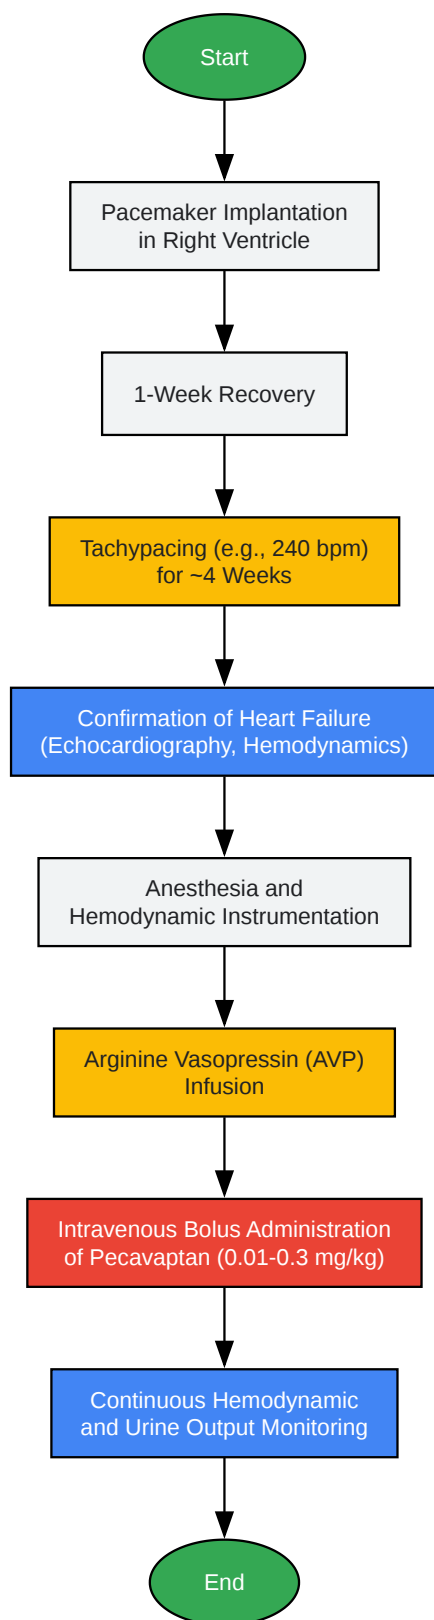 Start
Pacemaker Implantation
in Right Ventricle
1-Week Recovery
Tachypacing (e.g., 240 bpm)
for ~4 Weeks
Confirmation of Heart Failure
(Echocardiography, Hemodynamics)
Anesthesia and
Hemodynamic Instrumentation
Arginine Vasopressin (AVP)
Infusion
Intravenous Bolus Administration
of Pecavaptan (0.01-0.3 mg/kg)
Continuous Hemodynamic
and Urine Output Monitoring
End